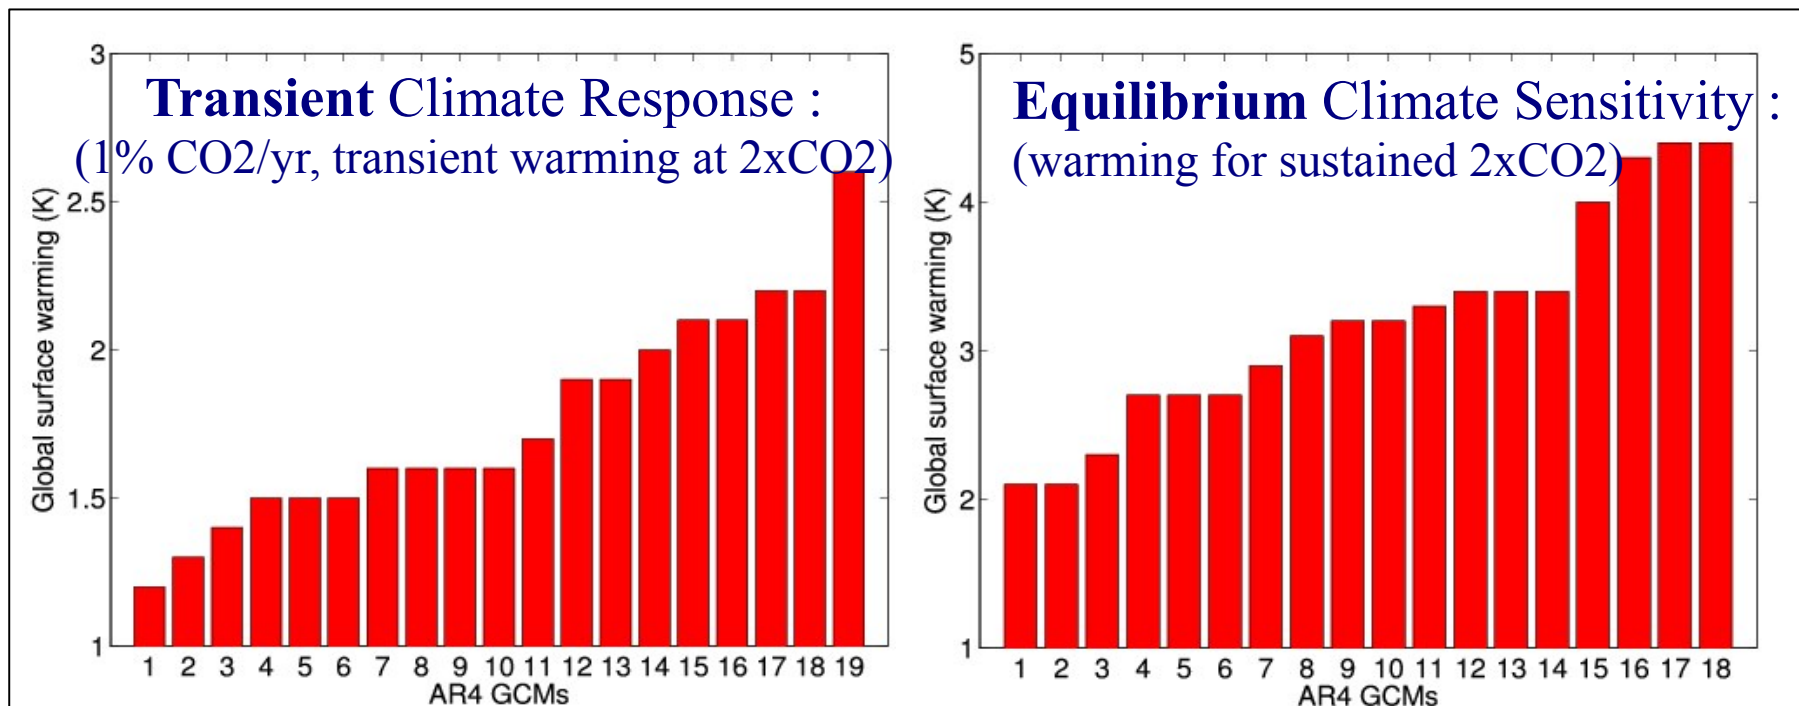 Transient Climate Response :
(1% CO2/yr, transient warming at 2xCO2)
Global surface warming (K)
3
2.5
2
1.5
1
1 2 3 4 5 6 7 8 9 10 11 12 13 14 15 16 17 18 19
AR4 GCMs
Equilibrium Climate Sensitivity :
(warming for sustained 2xCO2)
Global surface warming (K)
5
4
3
2
1
1 2 3 4 5 6 7 8 9 10 11 12 13 14 15 16 17 18
AR4 GCMs